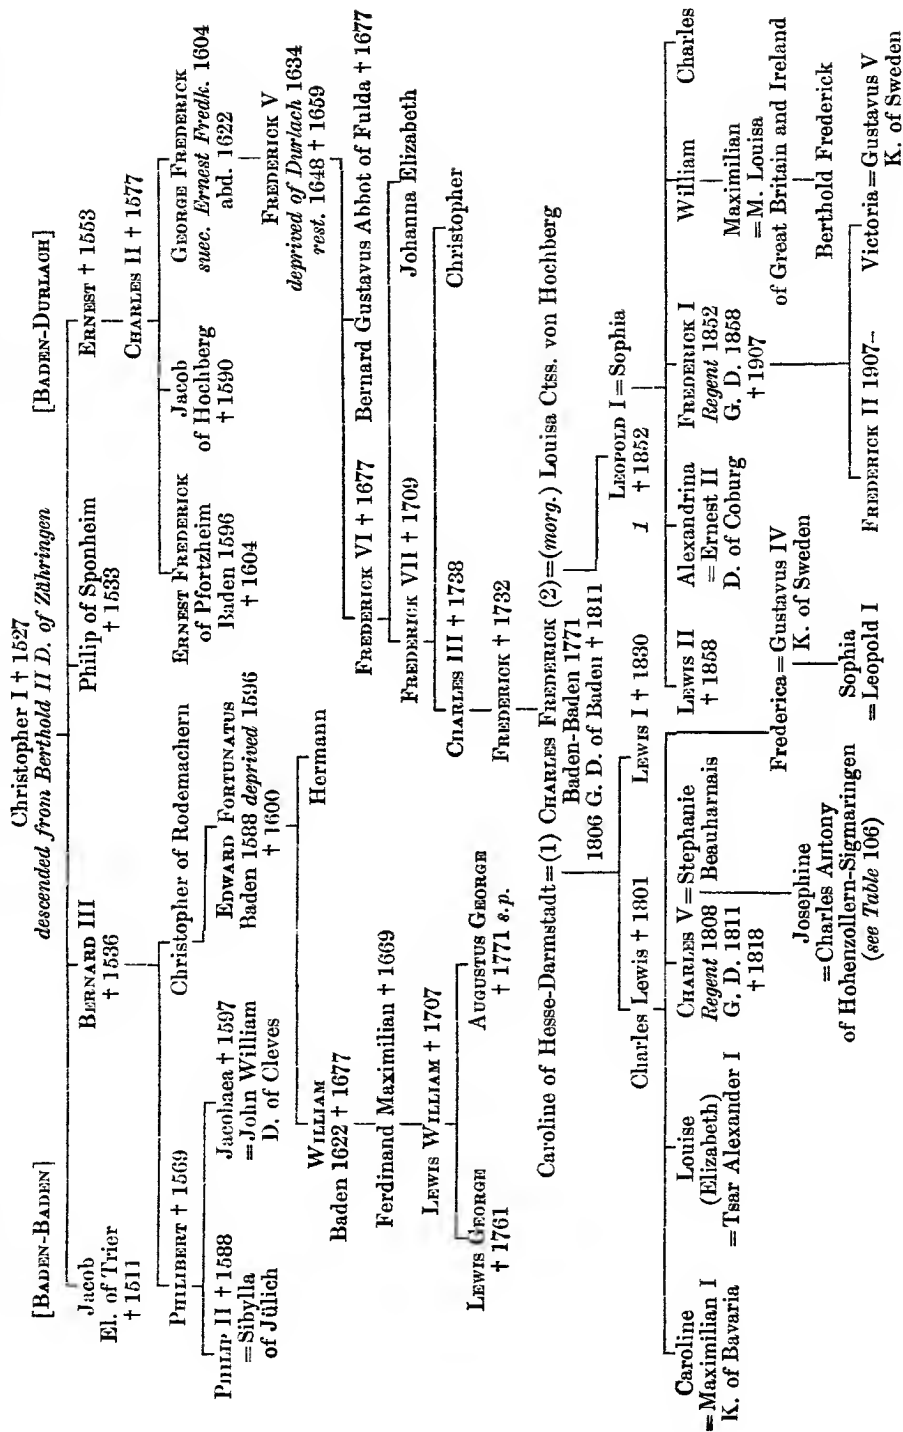 Christopher I † 1527
descended from Berthold II D. of Zähringen
[BADEN-BADEN]
[BADEN-DURLACH]
Jacob
El. of Trier
† 1511
BERNARD III
† 1536
Philip of Sponheim
† 1533
ERNEST † 1553
CHARLES II † 1577
PHILIBERT † 1569
Christopher of Rodemachern
ERNEST FREDERICK
of Pfortzheim
Baden 1596
† 1604
Jacob
of Hochberg
† 1590
GEORGE FREDERICK
suec. Ernest Fredk. 1604
abd. 1622
PHILIP II † 1588
=Sibylla
of Jülich
Jacobaea † 1597
=John William
D. of Cleves
EDWARD FORTUNATUS
Baden 1588 deprived 1596
† 1600
FREDERICK V
deprived of Durlach 1634
rest. 1648 † 1659
WILLIAM
Baden 1622 † 1677
Hermann
FREDERICK VI † 1677
Bernard Gustavus Abbot of Fulda † 1677
Ferdinand Maximilian † 1669
FREDERICK VII † 1709
Johanna Elizabeth
LEWIS WILLIAM † 1707
CHARLES III † 1738
Christopher
LEWIS GEORGE
† 1761
AUGUSTUS GEORGE
† 1771 s.p.
FREDERICK † 1732
Caroline of Hesse-Darmstadt=(1) CHARLES FREDERICK (2)=(morg.) Louisa Ctss. von Hochberg
Baden-Baden 1771
1806 G. D. of Baden † 1811
Charles Lewis † 1801
LEWIS I † 1830
1
LEOPOLD I=Sophia
† 1852
Caroline
=Maximilian I
K. of Bavaria
Louise
(Elizabeth)
=Tsar Alexander I
CHARLES V=Stephanie
Regent 1808 Beauharnais
G. D. 1811
† 1818
LEWIS II
† 1858
Alexandrina
=Ernest II
D. of Coburg
FREDERICK I
Regent 1852
G. D. 1858
† 1907
William
Charles
Maximilian
=M. Louisa
of Great Britain and Ireland
Josephine
=Charles Antony
of Hohenzollern-Sigmaringen
(see Table 106)
Frederica=Gustavus IV
K. of Sweden
Berthold Frederick
Sophia
=Leopold I
FREDERICK II 1907–
Victoria=Gustavus V
K. of Sweden